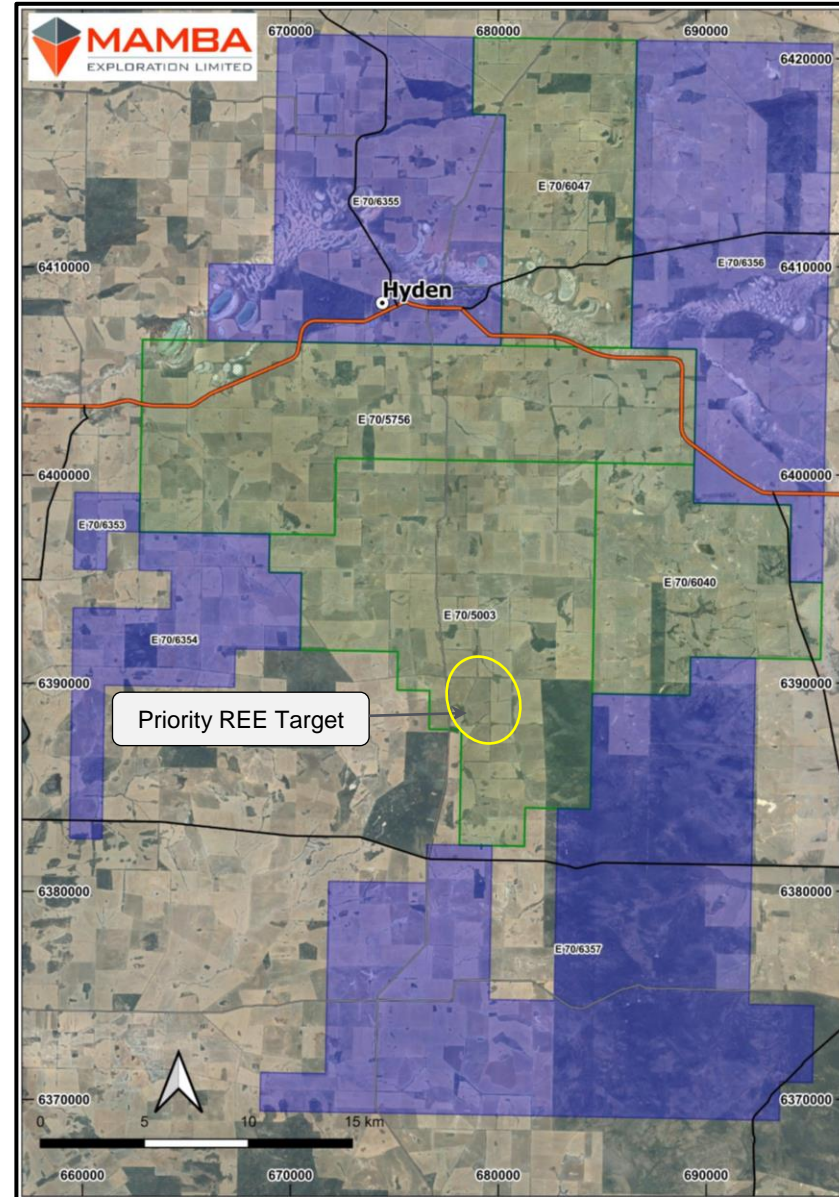 MAMBA
EXPLORATION LIMITED
670000
680000
690000
6420000
E 70/6047
E 70/6355
E 70/6356
6410000
6410000
Hyden
E 70/5756
6400000
6400000
E 70/6353
E 70/6040
E 70/5003
E 70/6354
6390000
6390000
Priority REE Target
6380000
6380000
E 70/6357
6370000
6370000
0 5 10 15 km
660000
670000
680000
690000